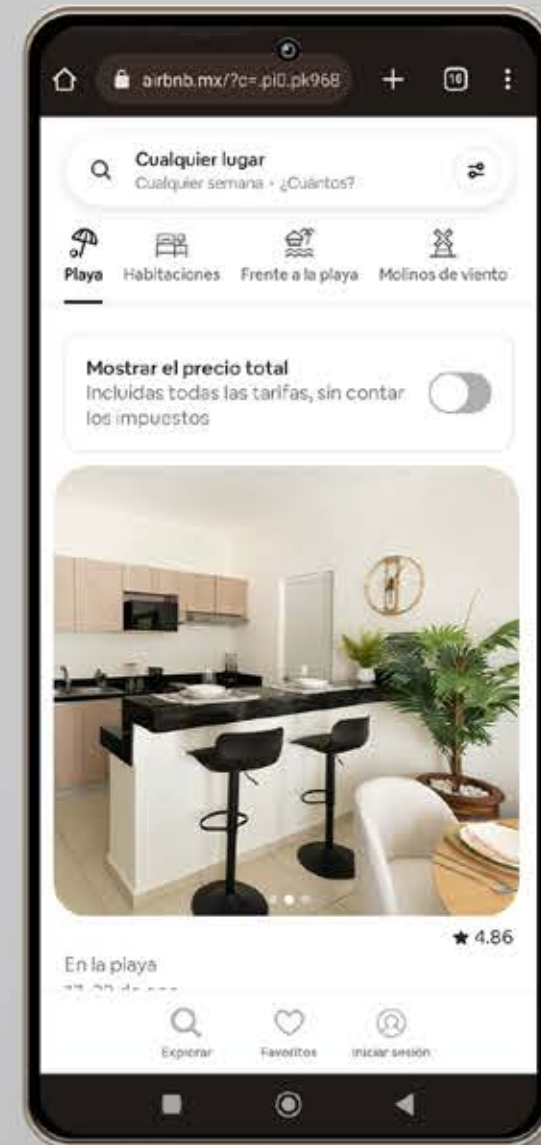 airbnb.mx/?c=.pi0.pk968
10
Cualquier lugar
Cualquier semana • ¿Cuántos?
Playa
Habitaciones
Frente a la playa
Molinos de viento
Mostrar el precio total
Incluidas todas las tarifas, sin contar
los impuestos
★ 4.86
En la playa
Explorar
Favoritos
Iniciar sesión